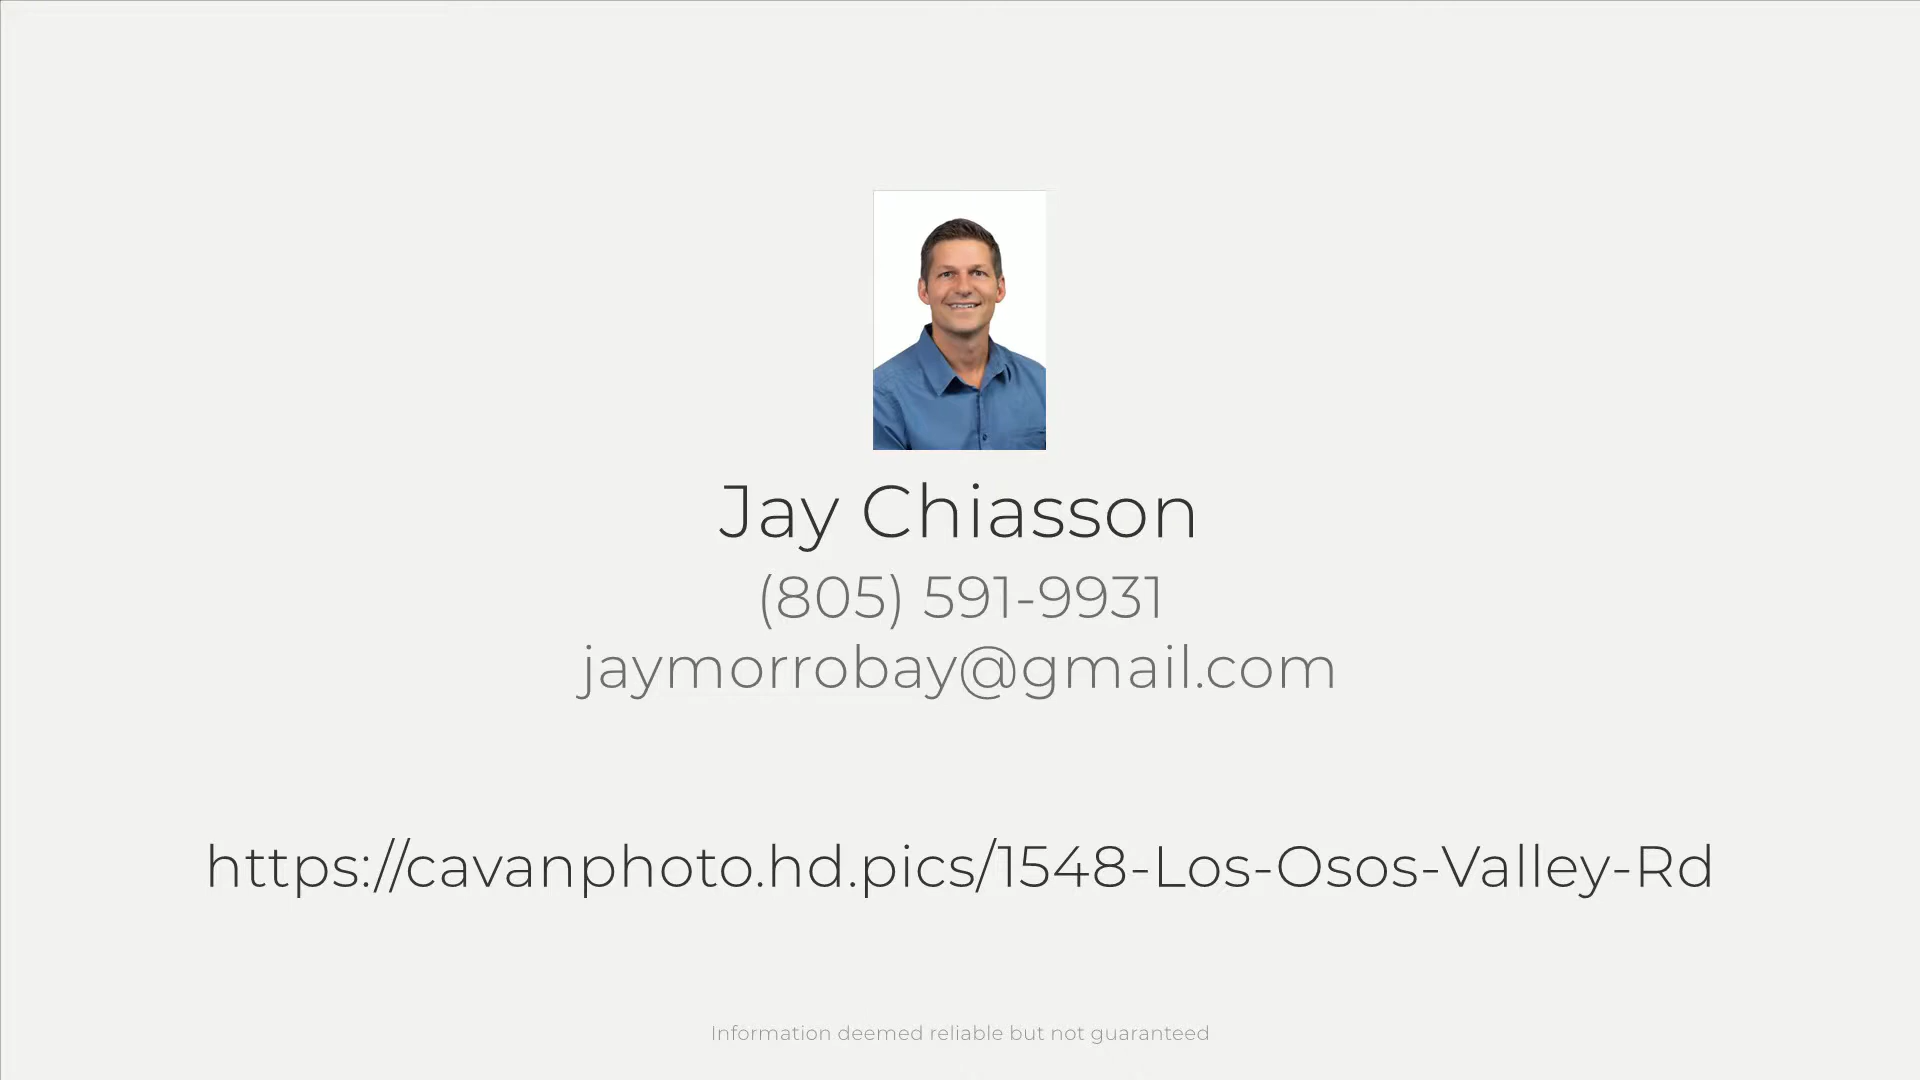 Jay Chiasson
(805) 591-9931
jaymorrobay@gmail.com
https://cavanphoto.hd.pics/1548-Los-Osos-Valley-Rd
Information deemed reliable but not guaranteed